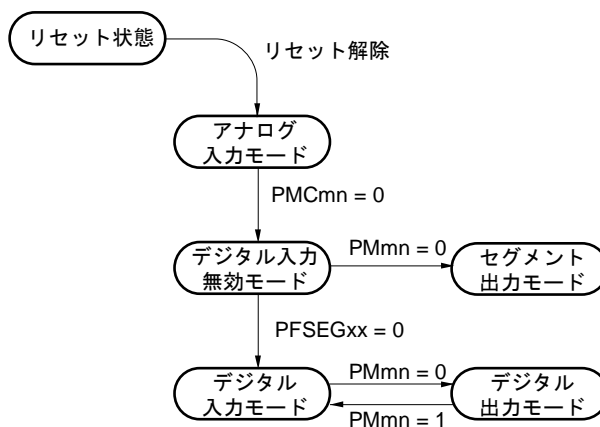 リセット状態
リセット解除
アナログ
入力モード
PMCmn = 0
デジタル入力
無効モード
PMmn = 0
セグメント
出力モード
PFSEGxx = 0
デジタル
入力モード
PMmn = 0
PMmn = 1
デジタル
出力モード